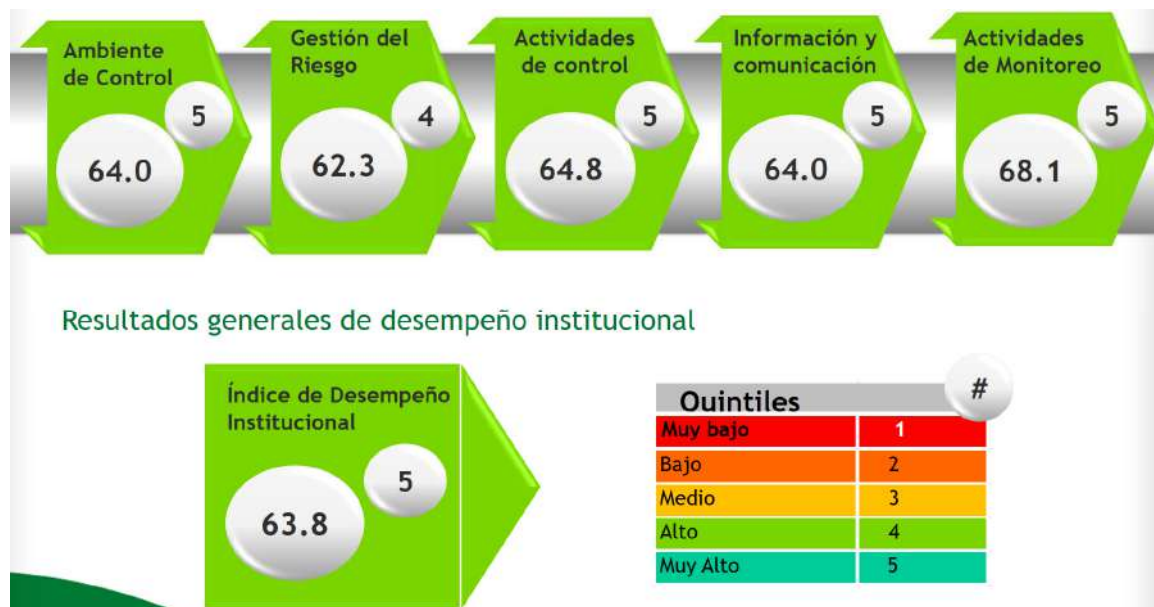 Ambiente
de Control
5
64.0
Gestión del
Riesgo
4
62.3
Actividades
de control
5
64.8
Información y
comunicación
5
64.0
Actividades
de Monitoreo
5
68.1
Resultados generales de desempeño institucional
Índice de Desempeño
Institucional
5
63.8
#
Quintiles
Muy bajo 1
Bajo 2
Medio 3
Alto 4
Muy Alto 5